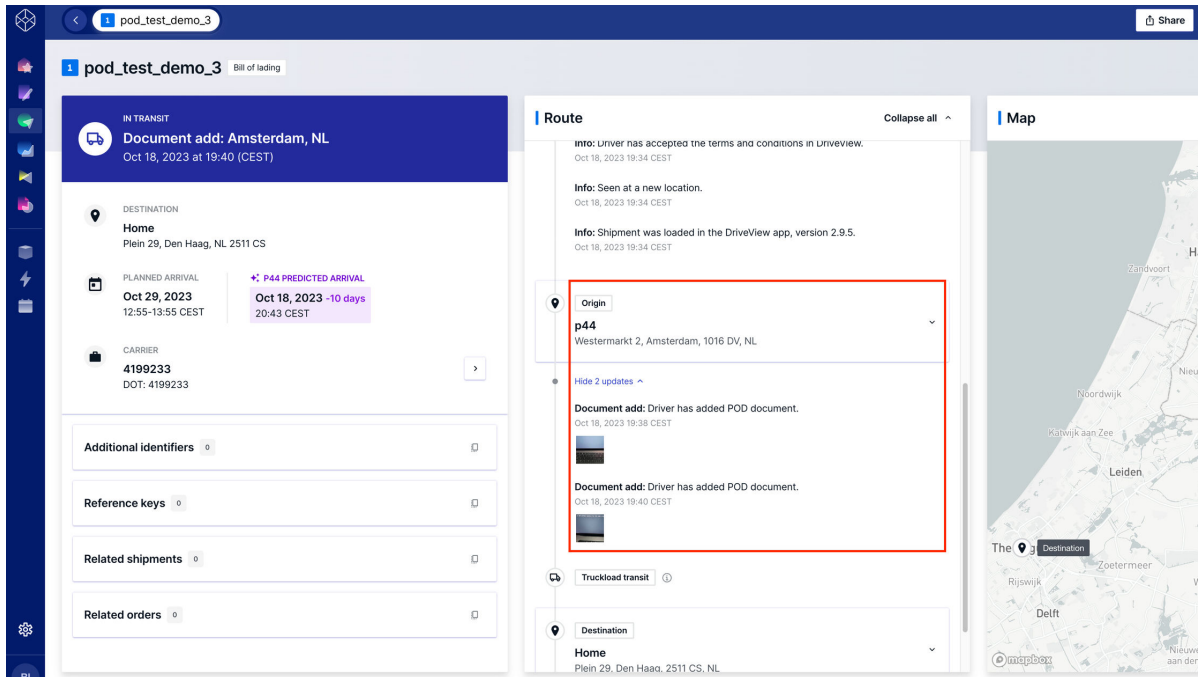 1 pod_test_demo_3
Share
1 pod_test_demo_3 Bill of lading
IN TRANSIT
Document add: Amsterdam, NL
Oct 18, 2023 at 19:40 (CEST)
DESTINATION
Home
Plein 29, Den Haag, NL 2511 CS
PLANNED ARRIVAL
Oct 29, 2023
12:55-13:55 CEST
P44 PREDICTED ARRIVAL
Oct 18, 2023 -10 days
20:43 CEST
CARRIER
4199233
DOT: 4199233
Additional identifiers 0
Reference keys 0
Related shipments 0
Related orders 0
Route
Collapse all
Info: Driver has accepted the terms and conditions in DriveView.
Oct 18, 2023 19:34 CEST
Info: Seen at a new location.
Oct 18, 2023 19:34 CEST
Info: Shipment was loaded in the DriveView app, version 2.9.5.
Oct 18, 2023 19:34 CEST
Origin
p44
Westermarkt 2, Amsterdam, 1016 DV, NL
Hide 2 updates
Document add: Driver has added POD document.
Oct 18, 2023 19:38 CEST
Document add: Driver has added POD document.
Oct 18, 2023 19:40 CEST
Truckload transit
Destination
Home
Plein 29, Den Haag, 2511 CS, NL
Map
Zandvoort
Noordwijk
Katwijk aan Zee
Leiden
The
Destination
Zoetermeer
Rijswijk
Delft
mapbox
aan den